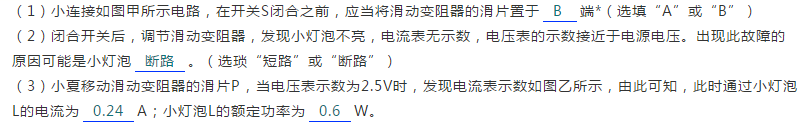 （1）小连接如图甲所示电路，在开关S闭合之前，应当将滑动变阻器的滑片置于 B 端*（选填“A”或“B”）
（2）闭合开关后，调节滑动变阻器，发现小灯泡不亮，电流表无示数，电压表的示数接近于电源电压。出现此故障的
原因可能是小灯泡 断路 。（选琐“短路”或“断路”）
（3）小夏移动滑动变阻器的滑片P，当电压表示数为2.5V时，发现电流表示数如图乙所示，由此可知，此时通过小灯泡
L的电流为 0.24 A；小灯泡L的额定功率为 0.6 W。